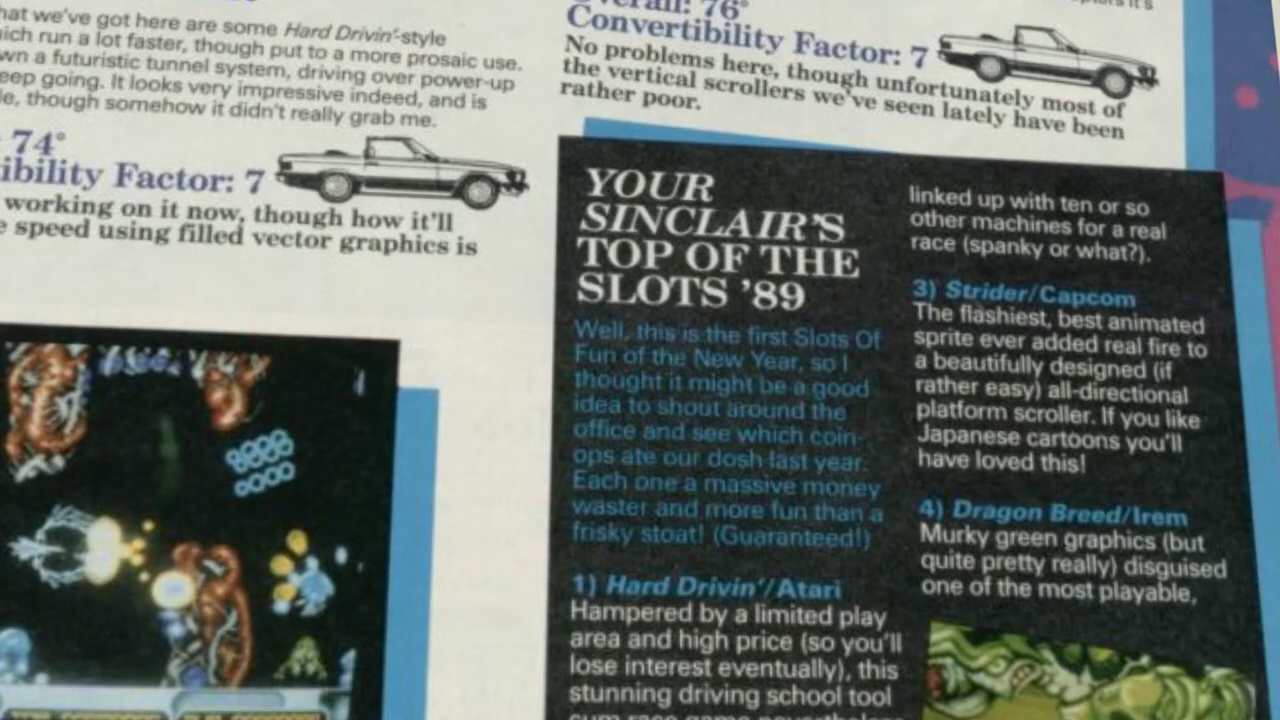 hat we've got here are some Hard Drivin'-style
hich run a lot faster, though put to a more prosaic use.
wn a futuristic tunnel system, driving over power-up
eep going. It looks very impressive indeed, and is
le, though somehow it didn't really grab me.
74°
ibility Factor: 7
working on it now, though how it'll
e speed using filled vector graphics is
Overall: 76°
Convertibility Factor: 7
No problems here, though unfortunately most of
the vertical scrollers we've seen lately have been
rather poor.
YOUR
SINCLAIR'S
TOP OF THE
SLOTS '89
Well, this is the first Slots Of
Fun of the New Year, so I
thought it might be a good
idea to shout around the
office and see which coin-
ops ate our dosh last year.
Each one a massive money
waster and more fun than a
frisky stoat! (Guaranteed!)
1) Hard Drivin'/Atari
Hampered by a limited play
area and high price (so you'll
lose interest eventually), this
stunning driving school tool
linked up with ten or so
other machines for a real
race (spanky or what?).
3) Strider/Capcom
The flashiest, best animated
sprite ever added real fire to
a beautifully designed (if
rather easy) all-directional
platform scroller. If you like
Japanese cartoons you'll
have loved this!
4) Dragon Breed/Irem
Murky green graphics (but
quite pretty really) disguised
one of the most playable,